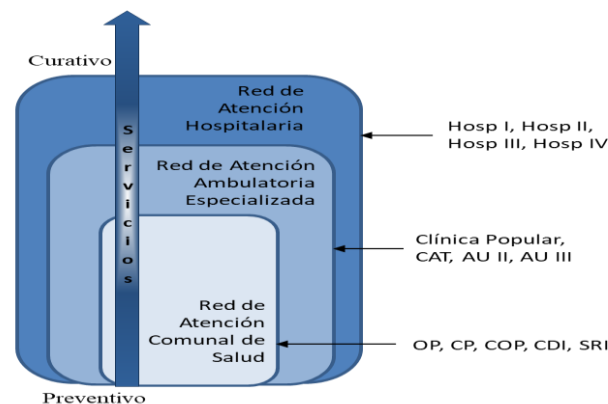 Curativo
Red de
Atención
Hospitalaria
Hosp I, Hosp II,
Hosp III, Hosp IV
Servicios
Red de Atención
Ambulatoria
Especializada
Clínica Popular,
CAT, AU II, AU III
Red de
Atención
Comunal de
Salud
OP, CP, COP, CDI, SRI
Preventivo